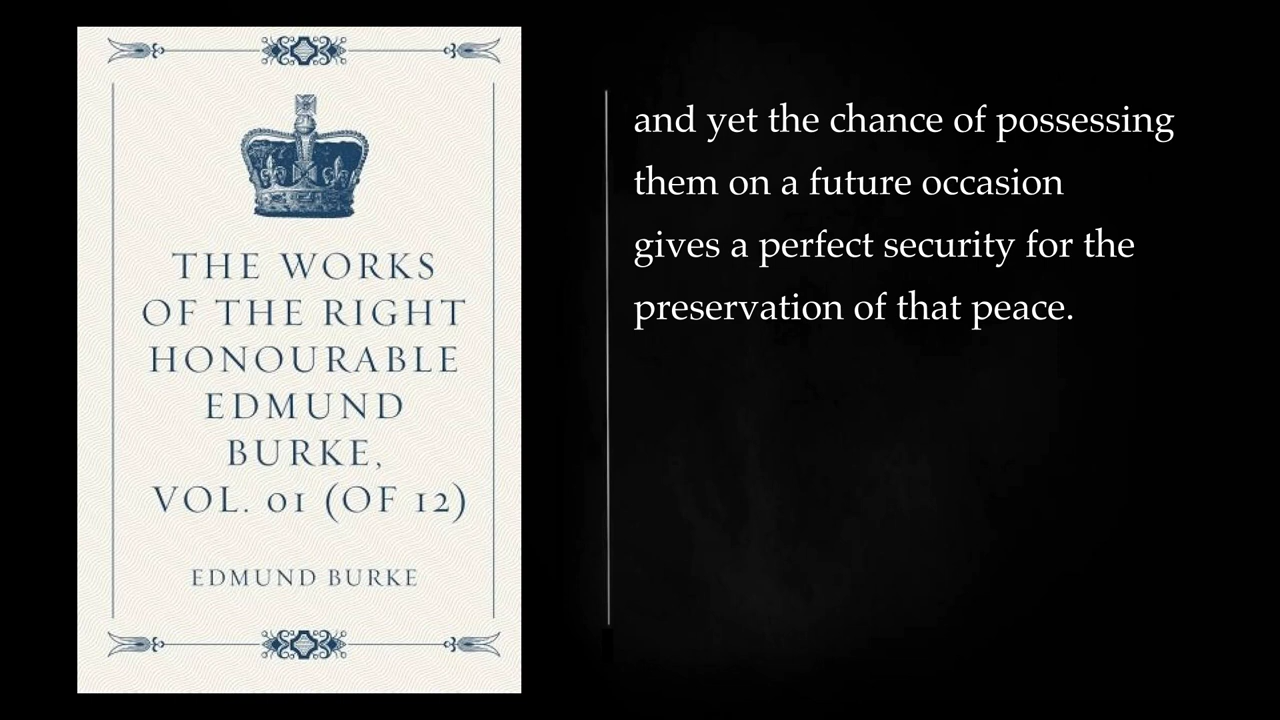 THE WORKS
OF THE RIGHT
HONOURABLE
EDMUND
BURKE,
VOL. 01 (OF 12)
EDMUND BURKE
and yet the chance of possessing
them on a future occasion
gives a perfect security for the
preservation of that peace.